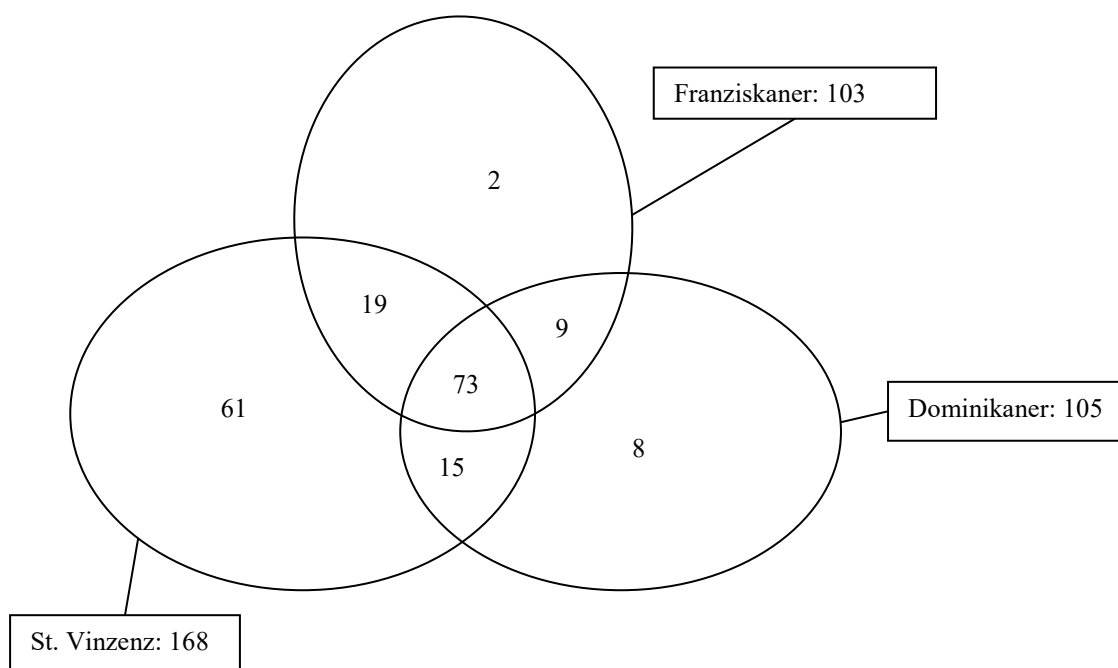 Franziskaner: 103
2
19
9
73
61
Dominikaner: 105
8
15
St. Vinzenz: 168